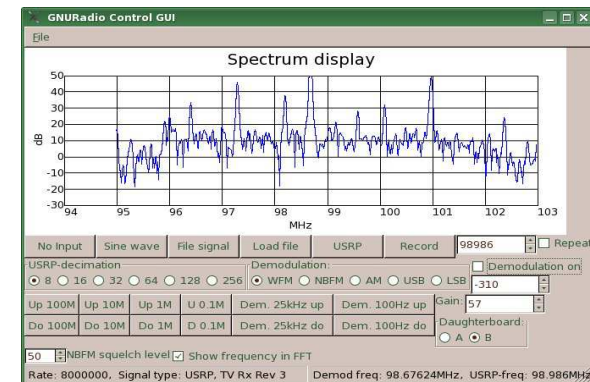 GNURadio Control GUI
File
Spectrum display
50
40
30
20
10
0
-10
-20
-30
dB
94 95 96 97 98 99 100 101 102 103
MHz
No Input Sine wave File signal Load file USRP Record 98986 Repeat
USRP-decimation Demodulation: Demodulation on
8 16 32 64 128 256 WFM NBFM AM USB LSB -310
Up 100M Up 10M Up 1M U 0.1M Dem. 25kHz up Dem. 100Hz up Gain: 57
Do 100M Do 10M Do 1M D 0.1M Dem. 25kHz do Dem. 100Hz do Daughterboard:
A B
50 NBFM squelch level Show frequency in FFT
Rate: 8000000, Signal type: USRP, TV Rx Rev 3 Demod freq: 98.67624MHz, USRP-freq: 98.986MHz